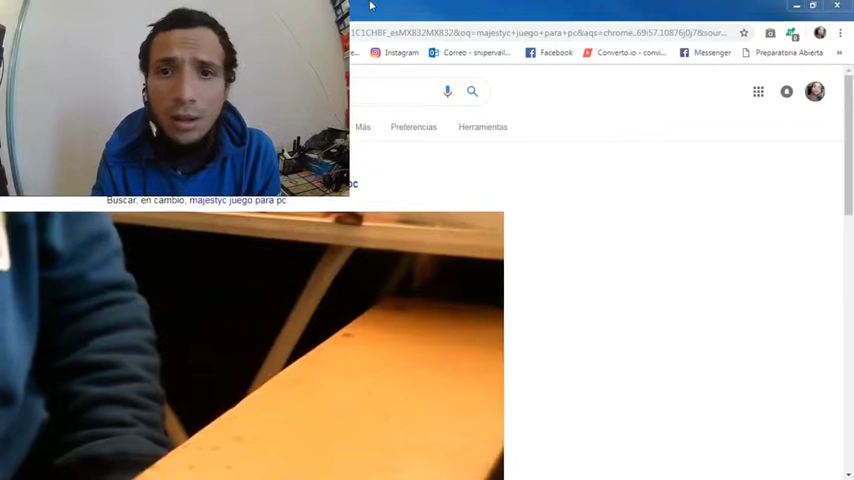 1C1CHBF_esMX832MX832&oq=majestyc+juego+para+pc&aqs=chrome..69i57.10876j0j7&sour...
Instagram Correo - snipervail... Facebook Converto.io - convi... Messenger Preparatoria Abierta »
Más Preferencias Herramientas
Buscar, en cambio, majestyc juego para pc